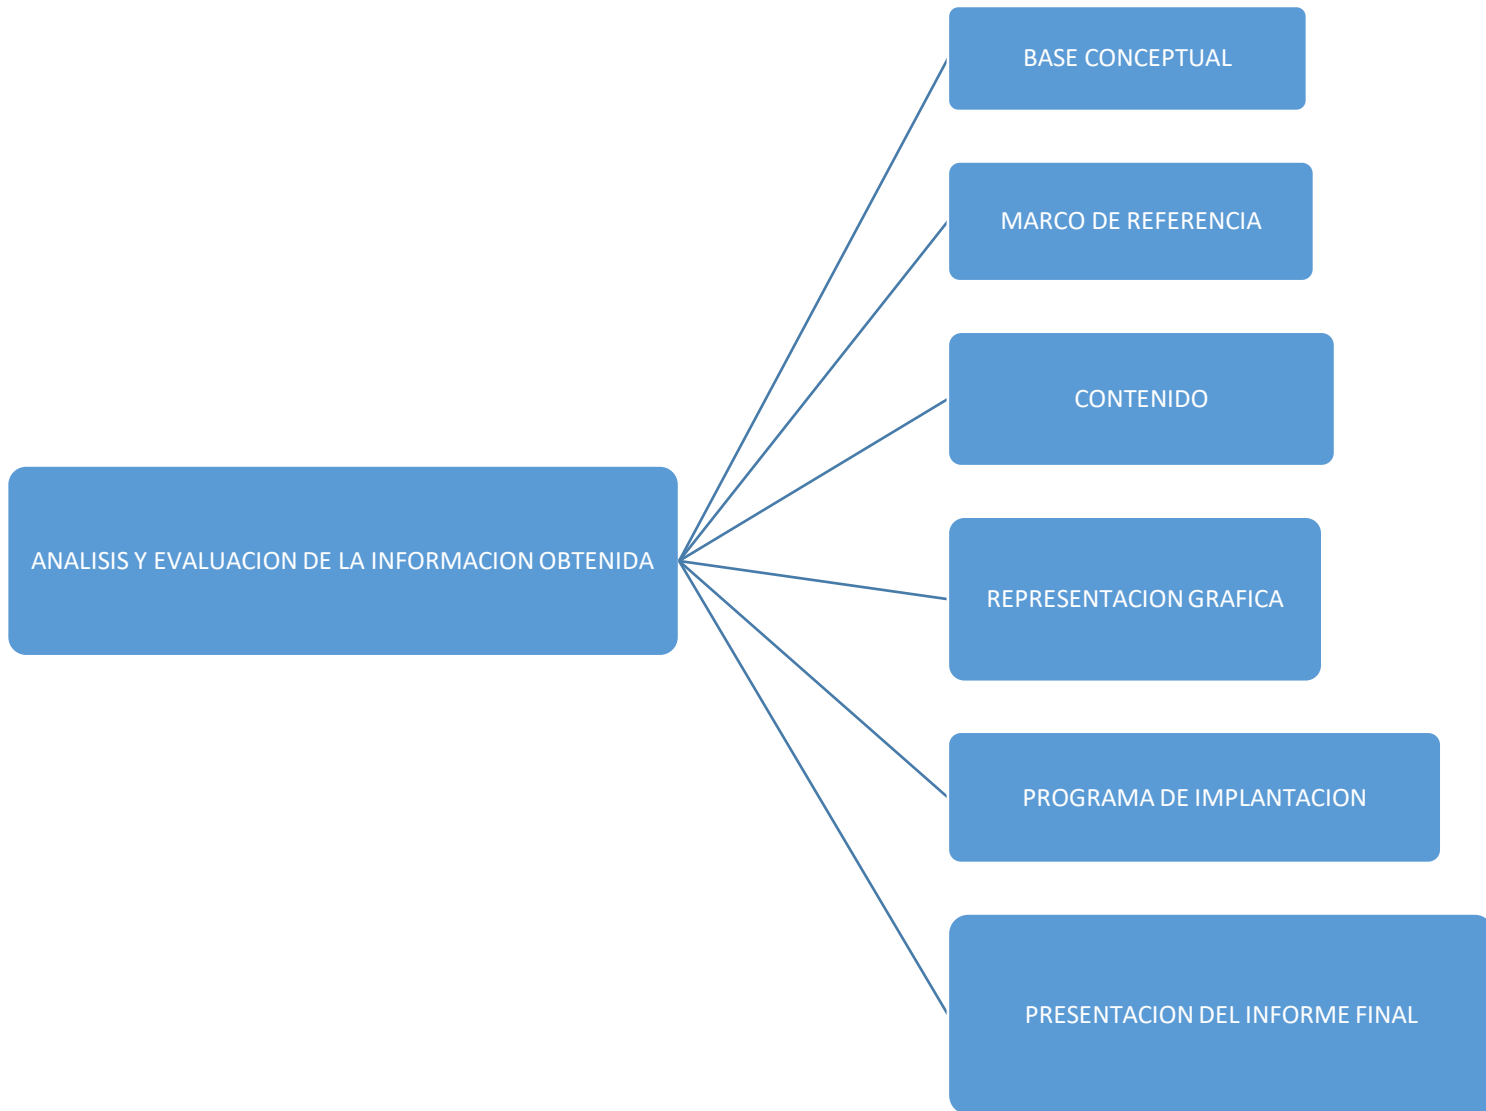 BASE CONCEPTUAL
MARCO DE REFERENCIA
CONTENIDO
ANALISIS Y EVALUACION DE LA INFORMACION OBTENIDA
REPRESENTACION GRAFICA
PROGRAMA DE IMPLANTACION
PRESENTACION DEL INFORME FINAL